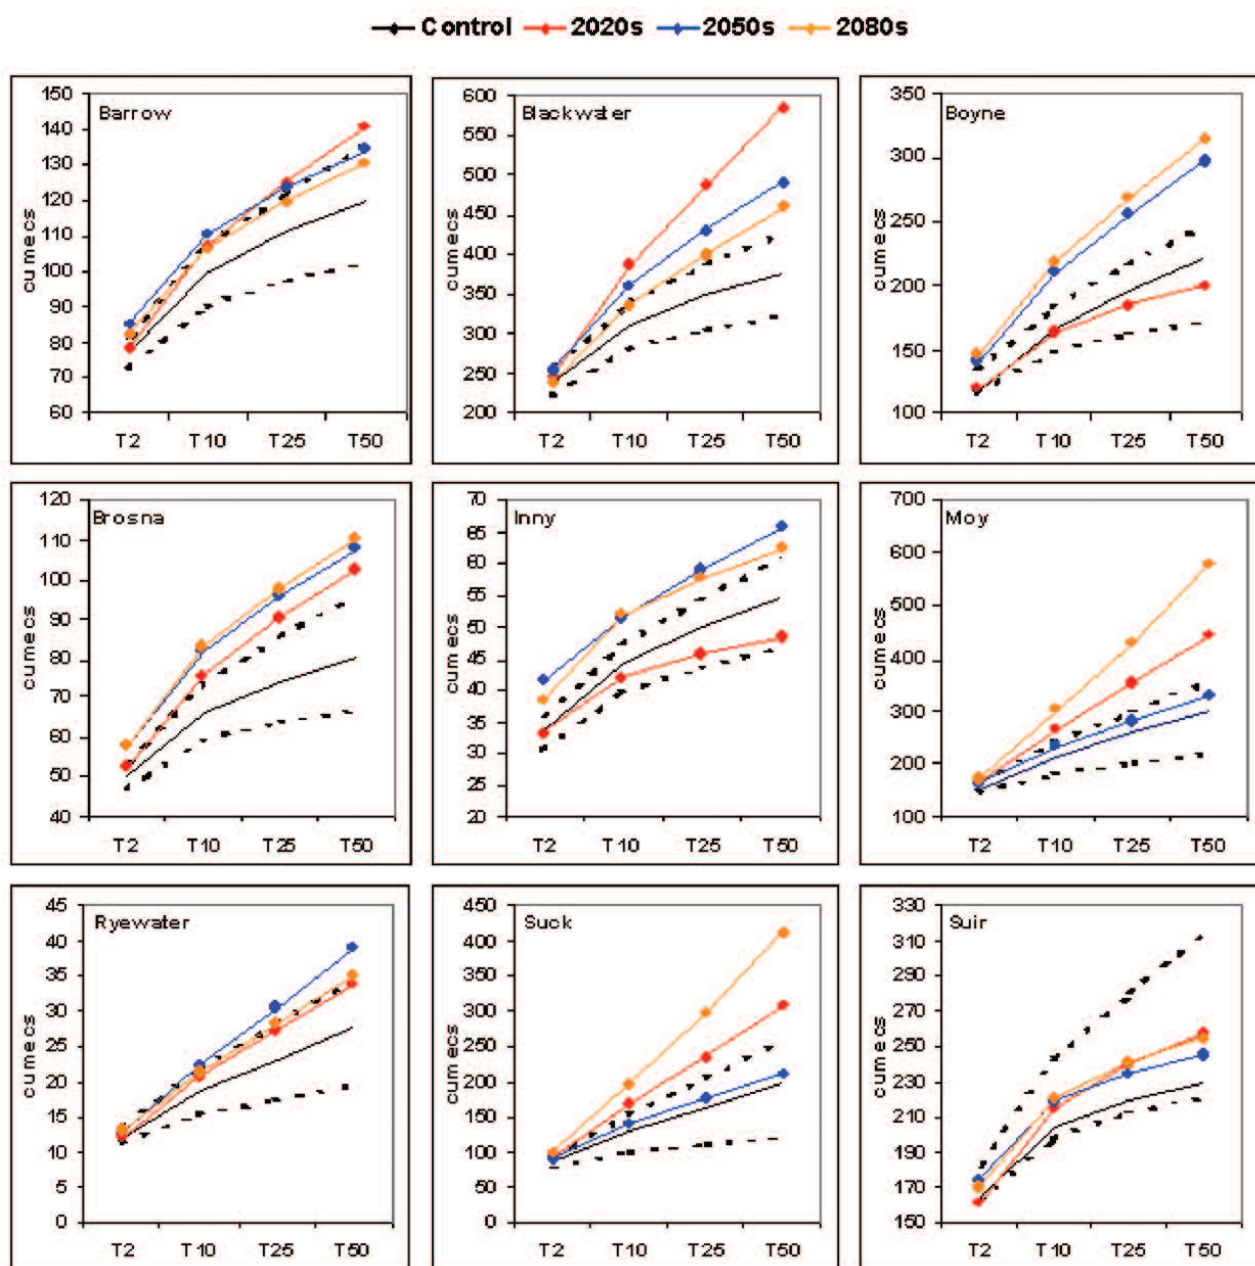 Control 2020s 2050s 2080s
Barrow
cumecs
150
140
130
120
110
100
90
80
70
60
T2 T10 T25 T50
Blackwater
cumecs
600
550
500
450
400
350
300
250
200
T2 T10 T25 T50
Boyne
cumecs
350
300
250
200
150
100
T2 T10 T25 T50
Brosna
cumecs
120
110
100
90
80
70
60
50
40
T2 T10 T25 T50
Inny
cumecs
70
65
60
55
50
45
40
35
30
25
20
T2 T10 T25 T50
Moy
cumecs
700
600
500
400
300
200
100
T2 T10 T25 T50
Ryewater
cumecs
45
40
35
30
25
20
15
10
5
0
T2 T10 T25 T50
Suck
cumecs
450
400
350
300
250
200
150
100
50
0
T2 T10 T25 T50
Suir
cumecs
330
310
290
270
250
230
210
190
170
150
T2 T10 T25 T50